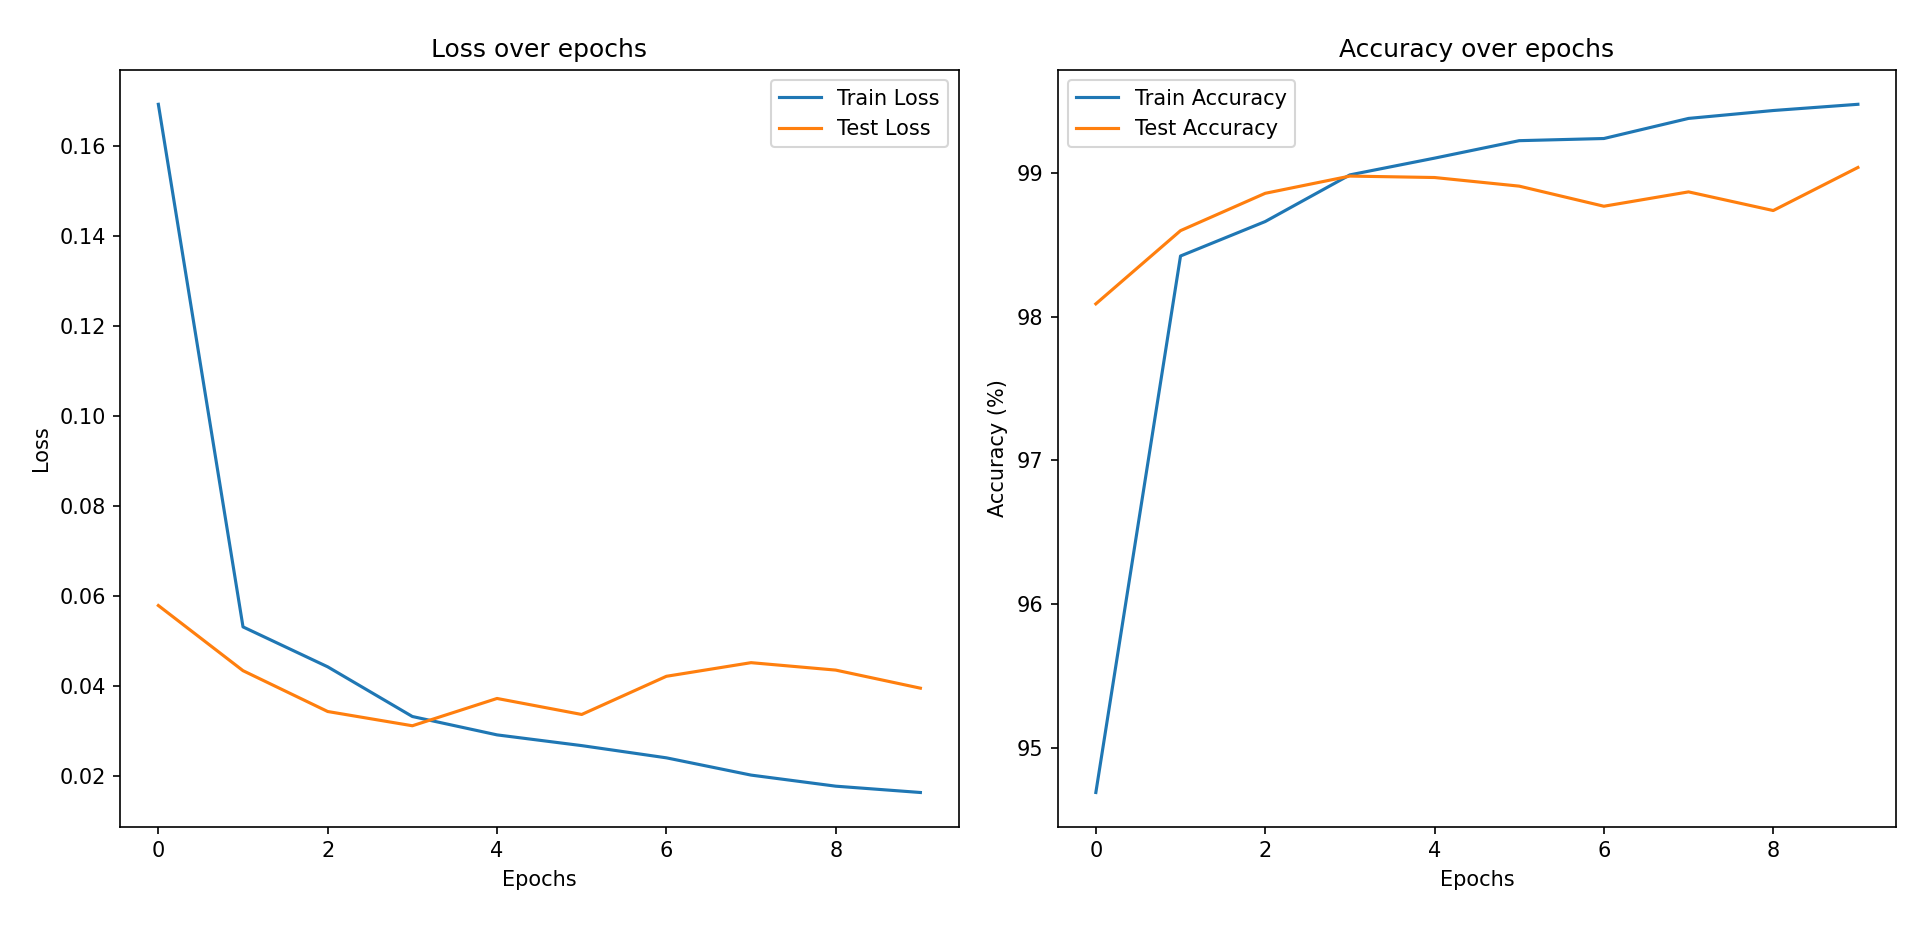 Loss over epochs
Train Loss
Test Loss
0.16
0.14
0.12
0.10
0.08
0.06
0.04
0.02
Loss
0 2 4 6 8
Epochs
Accuracy over epochs
Train Accuracy
Test Accuracy
99
98
97
96
95
Accuracy (%)
0 2 4 6 8
Epochs